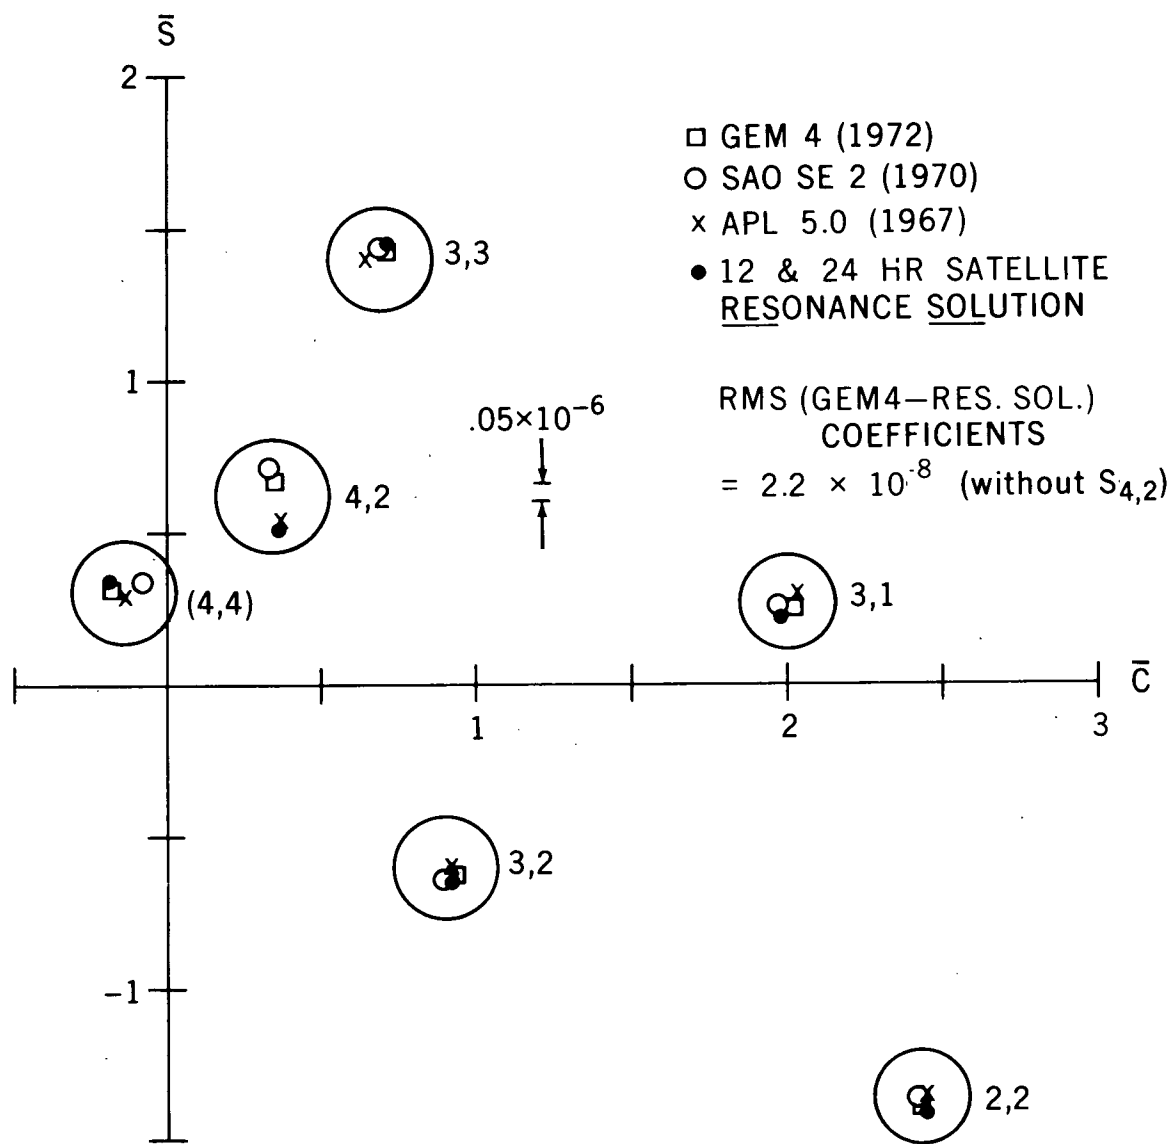 S̄
2
□ GEM 4 (1972)
○ SAO SE 2 (1970)
x APL 5.0 (1967)
● 12 & 24 HR SATELLITE
RESONANCE SOLUTION
3,3
1
.05×10⁻⁶
RMS (GEM4—RES. SOL.)
COEFFICIENTS
= 2.2 × 10⁻⁸ (without S₄,₂)
4,2
(4,4)
3,1
C̄
1
2
3
3,2
-1
2,2